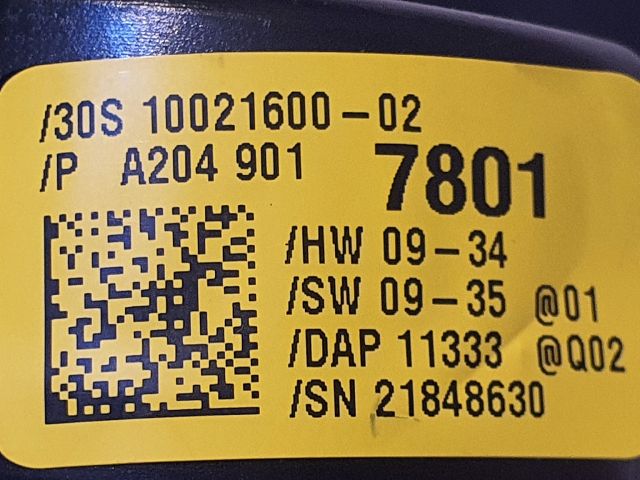 /30S 10021600-02
/P A204 901 7801
/HW 09-34
/SW 09-35 @01
/DAP 11333 @Q02
/SN 21848630